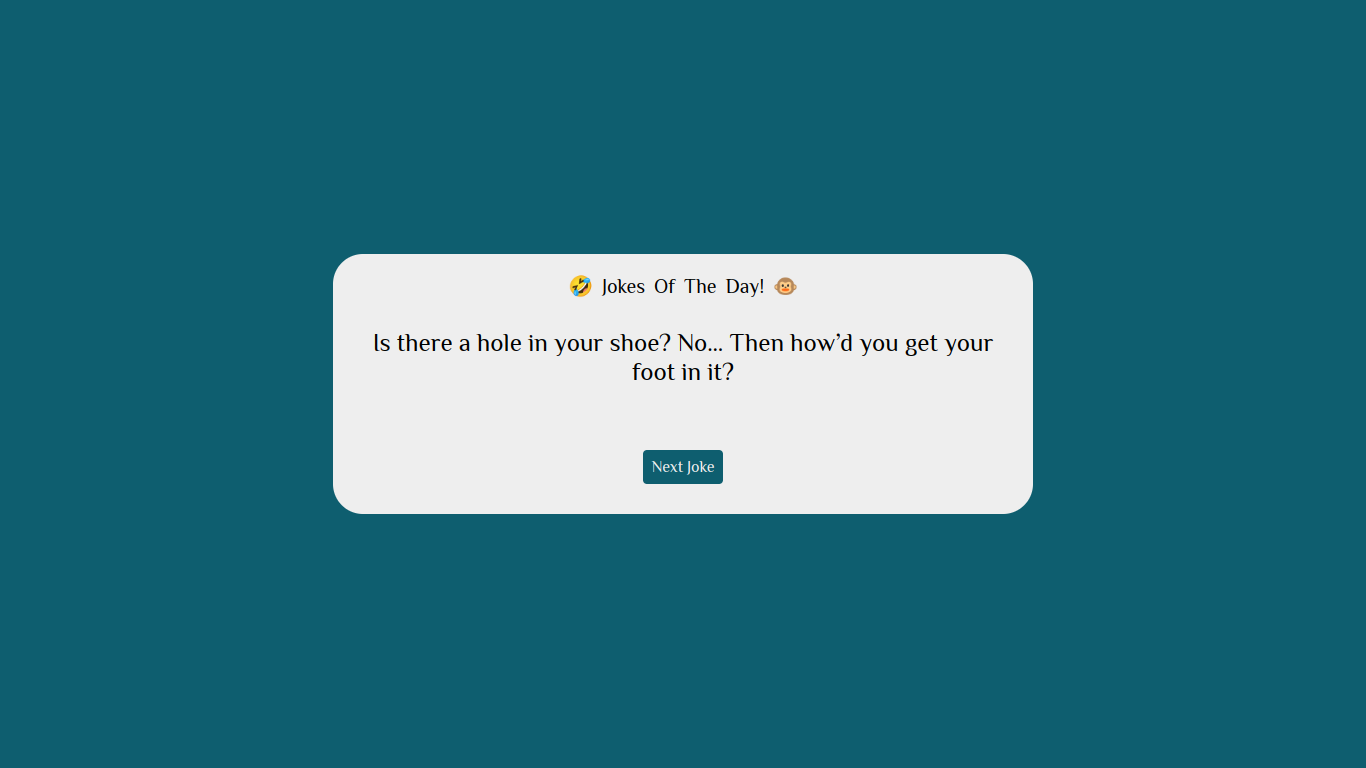 🤣 Jokes Of The Day! 🐵
Is there a hole in your shoe? No... Then how’d you get your
foot in it?
Next Joke